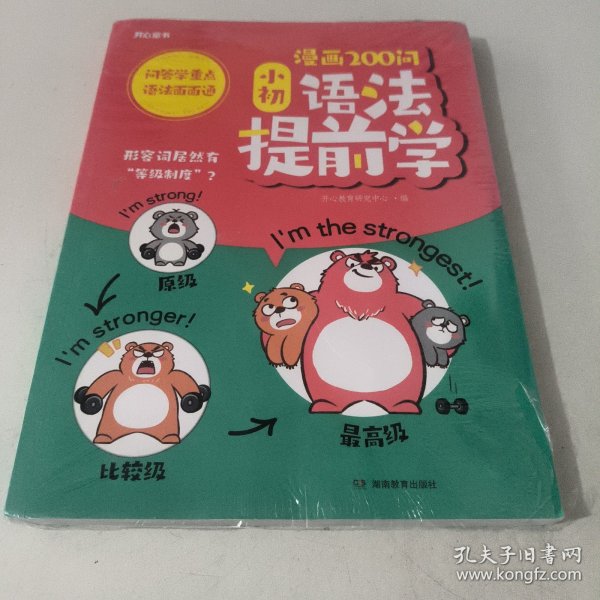 开心童书
漫画200问
问答学重点
语法面面通
小初
语法
提前学
形容词居然有
“等级制度”？
开心教育研究中心·编
I'm strong!
原级
I'm the strongest!
I'm stronger!
比较级
最高级
湖南教育出版社
孔夫子旧书网
www.kongfz.com